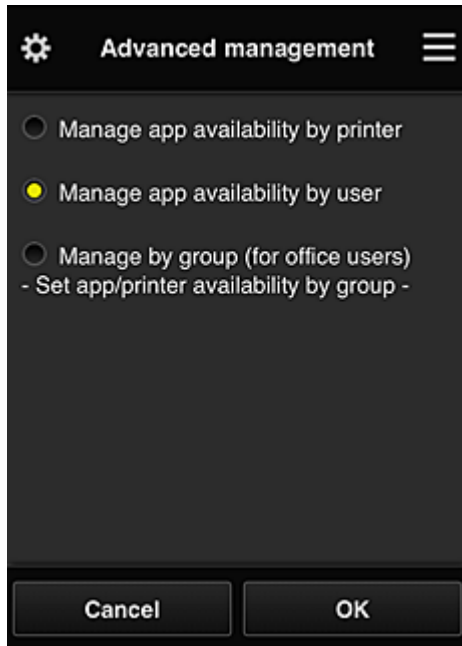 Advanced management
Manage app availability by printer
Manage app availability by user
Manage by group (for office users)
- Set app/printer availability by group -
Cancel
OK